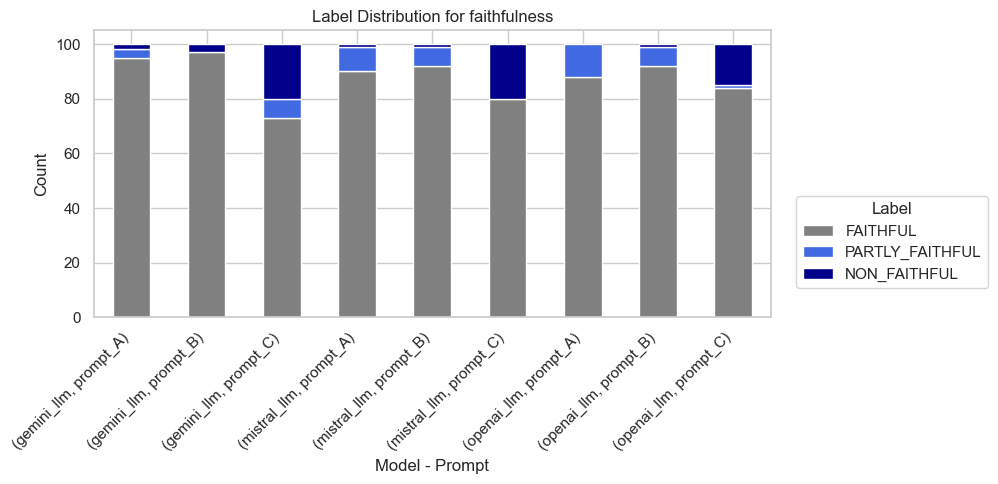 Label Distribution for faithfulness
100
80
60
40
20
0
Count
(gemini_llm, prompt_A)
(gemini_llm, prompt_B)
(gemini_llm, prompt_C)
(mistral_llm, prompt_A)
(mistral_llm, prompt_B)
(mistral_llm, prompt_C)
(openai_llm, prompt_A)
(openai_llm, prompt_B)
(openai_llm, prompt_C)
Model - Prompt
Label
FAITHFUL
PARTLY_FAITHFUL
NON_FAITHFUL